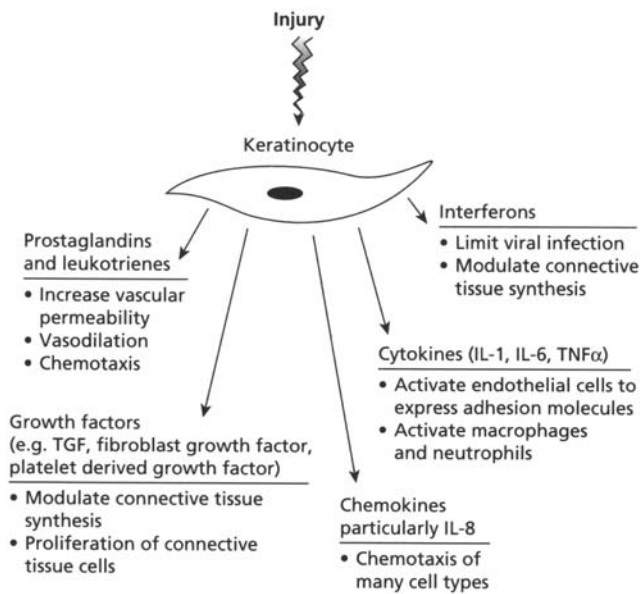 Injury
Keratinocyte
Interferons
• Limit viral infection
• Modulate connective
tissue synthesis
Prostaglandins
and leukotrienes
• Increase vascular
permeability
• Vasodilation
• Chemotaxis
Cytokines (IL-1, IL-6, TNFα)
• Activate endothelial cells to
express adhesion molecules
• Activate macrophages
and neutrophils
Growth factors
(e.g. TGF, fibroblast growth factor,
platelet derived growth factor)
• Modulate connective tissue
synthesis
• Proliferation of connective
tissue cells
Chemokines
particularly IL-8
• Chemotaxis of
many cell types